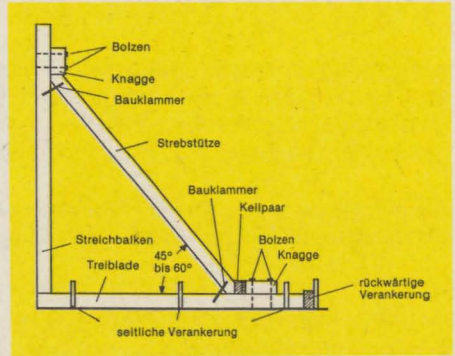 Bolzen
Knagge
Bauklammer
Strebstütze
Bauklammer
Keilpaar
Bolzen
Knagge
Streichbalken
45°
bis 60°
Treiblade
rückwärtige
Verankerung
seitliche Verankerung